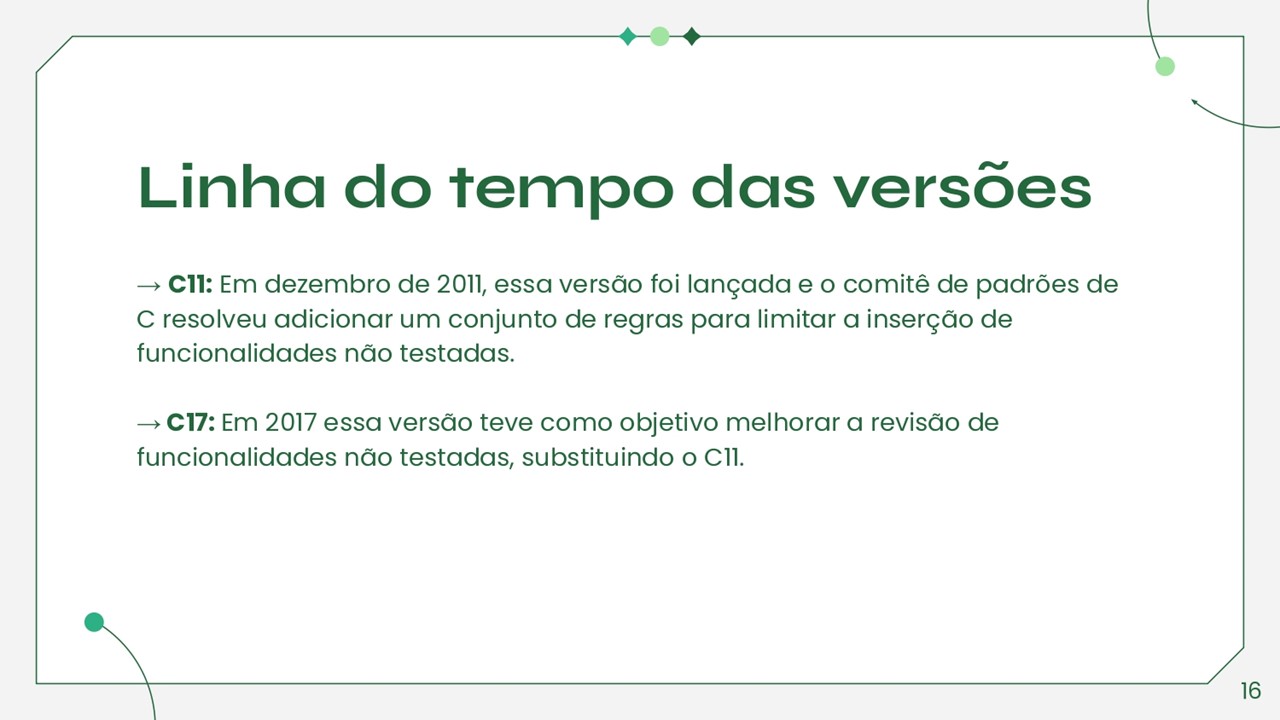 Linha do tempo das versões
→ C11: Em dezembro de 2011, essa versão foi lançada e o comitê de padrões de
C resolveu adicionar um conjunto de regras para limitar a inserção de
funcionalidades não testadas.
→ C17: Em 2017 essa versão teve como objetivo melhorar a revisão de
funcionalidades não testadas, substituindo o C11.
16